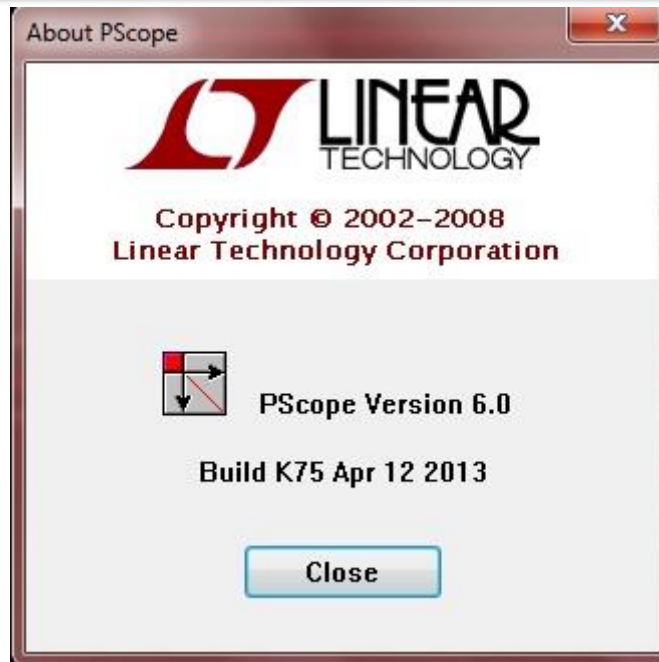 About PScope
LINEAR
TECHNOLOGY
Copyright © 2002-2008
Linear Technology Corporation
PScope Version 6.0
Build K75 Apr 12 2013
Close